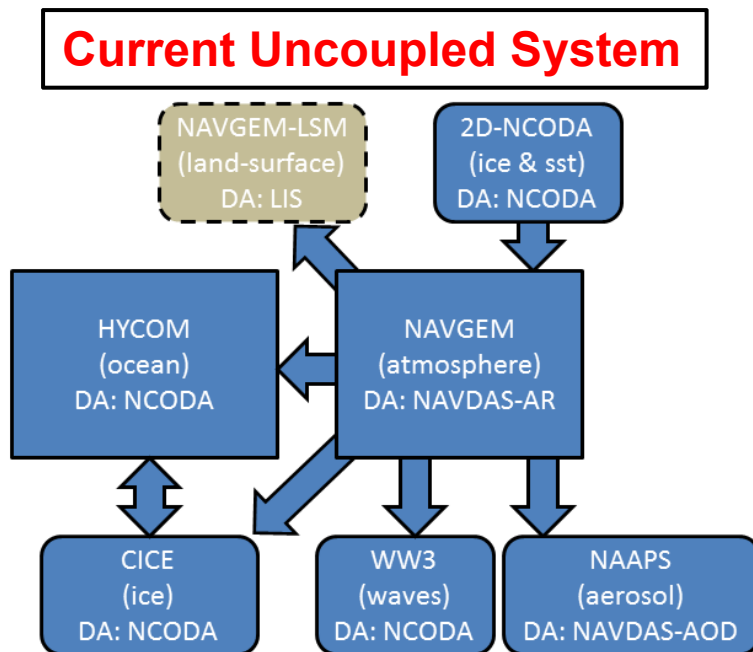 Current Uncoupled System
NAVGEM-LSM
(land-surface)
DA: LIS
2D-NCODA
(ice & sst)
DA: NCODA
HYCOM
(ocean)
DA: NCODA
NAVGEM
(atmosphere)
DA: NAVDAS-AR
CICE
(ice)
DA: NCODA
WW3
(waves)
DA: NCODA
NAAPS
(aerosol)
DA: NAVDAS-AOD